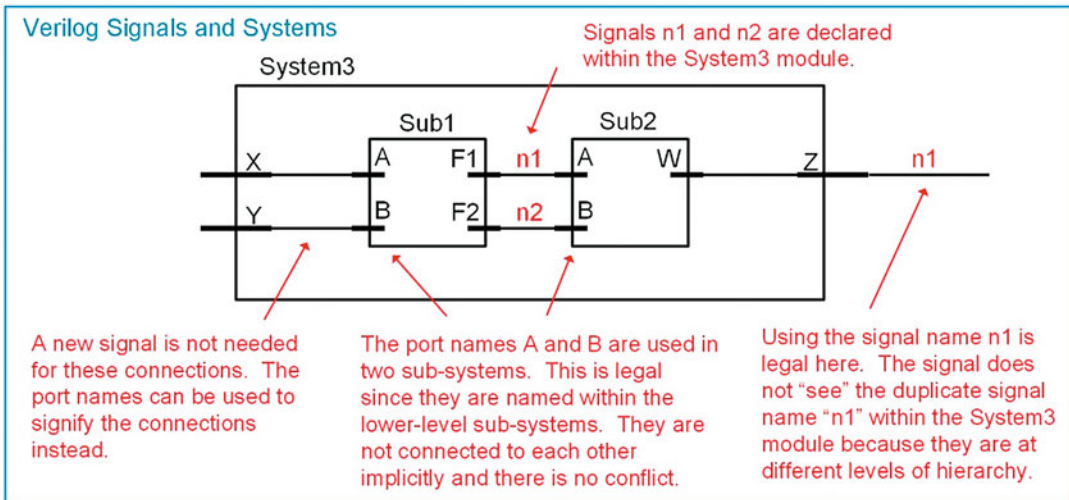 Verilog Signals and Systems
Signals n1 and n2 are declared
within the System3 module.
System3
Sub1
Sub2
X
A
F1
n1
A
W
Z
n1
Y
B
F2
n2
B
A new signal is not needed
for these connections. The
port names can be used to
signify the connections
instead.
The port names A and B are used in
two sub-systems. This is legal
since they are named within the
lower-level sub-systems. They are
not connected to each other
implicitly and there is no conflict.
Using the signal name n1 is
legal here. The signal does
not “see” the duplicate signal
name “n1” within the System3
module because they are at
different levels of hierarchy.